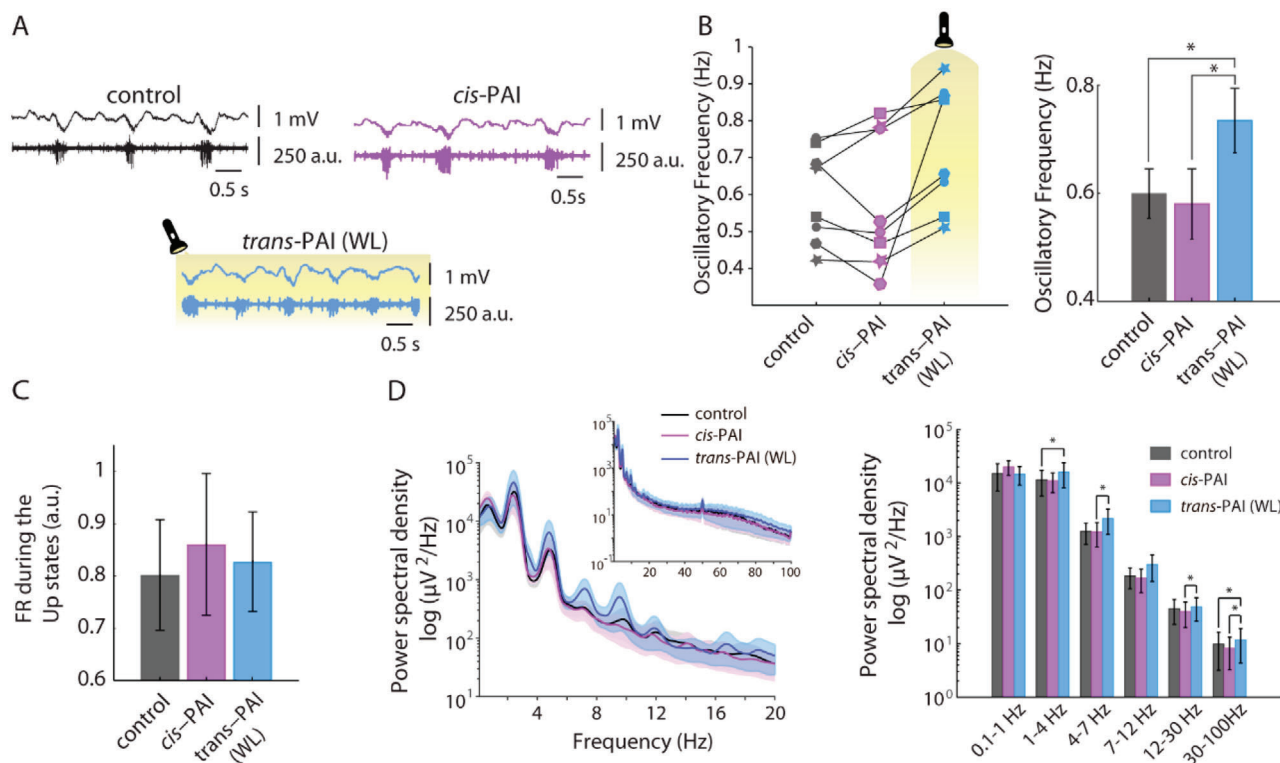 A
control
1 mV
250 a.u.
0.5 s
cis-PAI
1 mV
250 a.u.
0.5s
trans-PAI (WL)
1 mV
250 a.u.
0.5 s
B
Oscillatory Frecuency (Hz)
1
0.9
0.8
0.7
0.6
0.5
0.4
control
cis–PAI
trans–PAI
(WL)
Oscillatory Frequency (Hz)
0.8
0.6
0.4
*
*
control
cis–PAI
trans–PAI
(WL)
C
FR during the
Up states (a.u.)
1
0.9
0.8
0.7
0.6
control
cis–PAI
trans–PAI
(WL)
D
Power spectral density
log (µV²/Hz)
10⁵
10⁴
10³
10²
10¹
4
8
12
16
20
Frequency (Hz)
control
cis-PAI
trans-PAI (WL)
10⁵
10³
10¹
10⁻¹
20
40
60
80
100
Power spectral density
log (µV²/Hz)
10⁵
10⁴
10³
10²
10¹
10⁰
*
*
*
*
*
control
cis-PAI
trans-PAI (WL)
0.1-1 Hz
1-4 Hz
4-7 Hz
7-12 Hz
12-30 Hz
30-100Hz